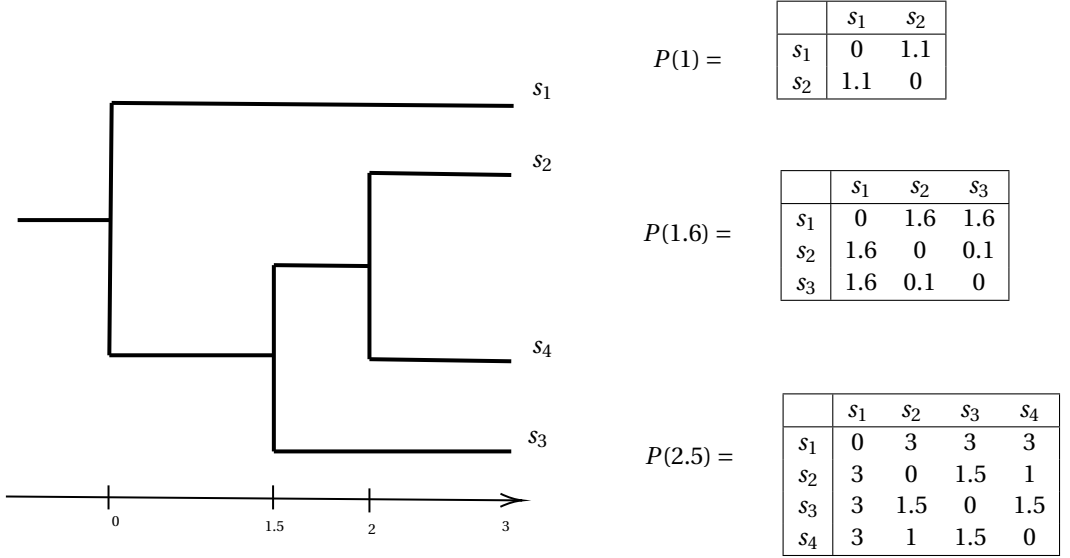 s₁
s₂
s₄
s₃
0 1.5 2 3
P(1) =
s₁ s₂
s₁ 0 1.1
s₂ 1.1 0
P(1.6) =
s₁ s₂ s₃
s₁ 0 1.6 1.6
s₂ 1.6 0 0.1
s₃ 1.6 0.1 0
P(2.5) =
s₁ s₂ s₃ s₄
s₁ 0 3 3 3
s₂ 3 0 1.5 1
s₃ 3 1.5 0 1.5
s₄ 3 1 1.5 0